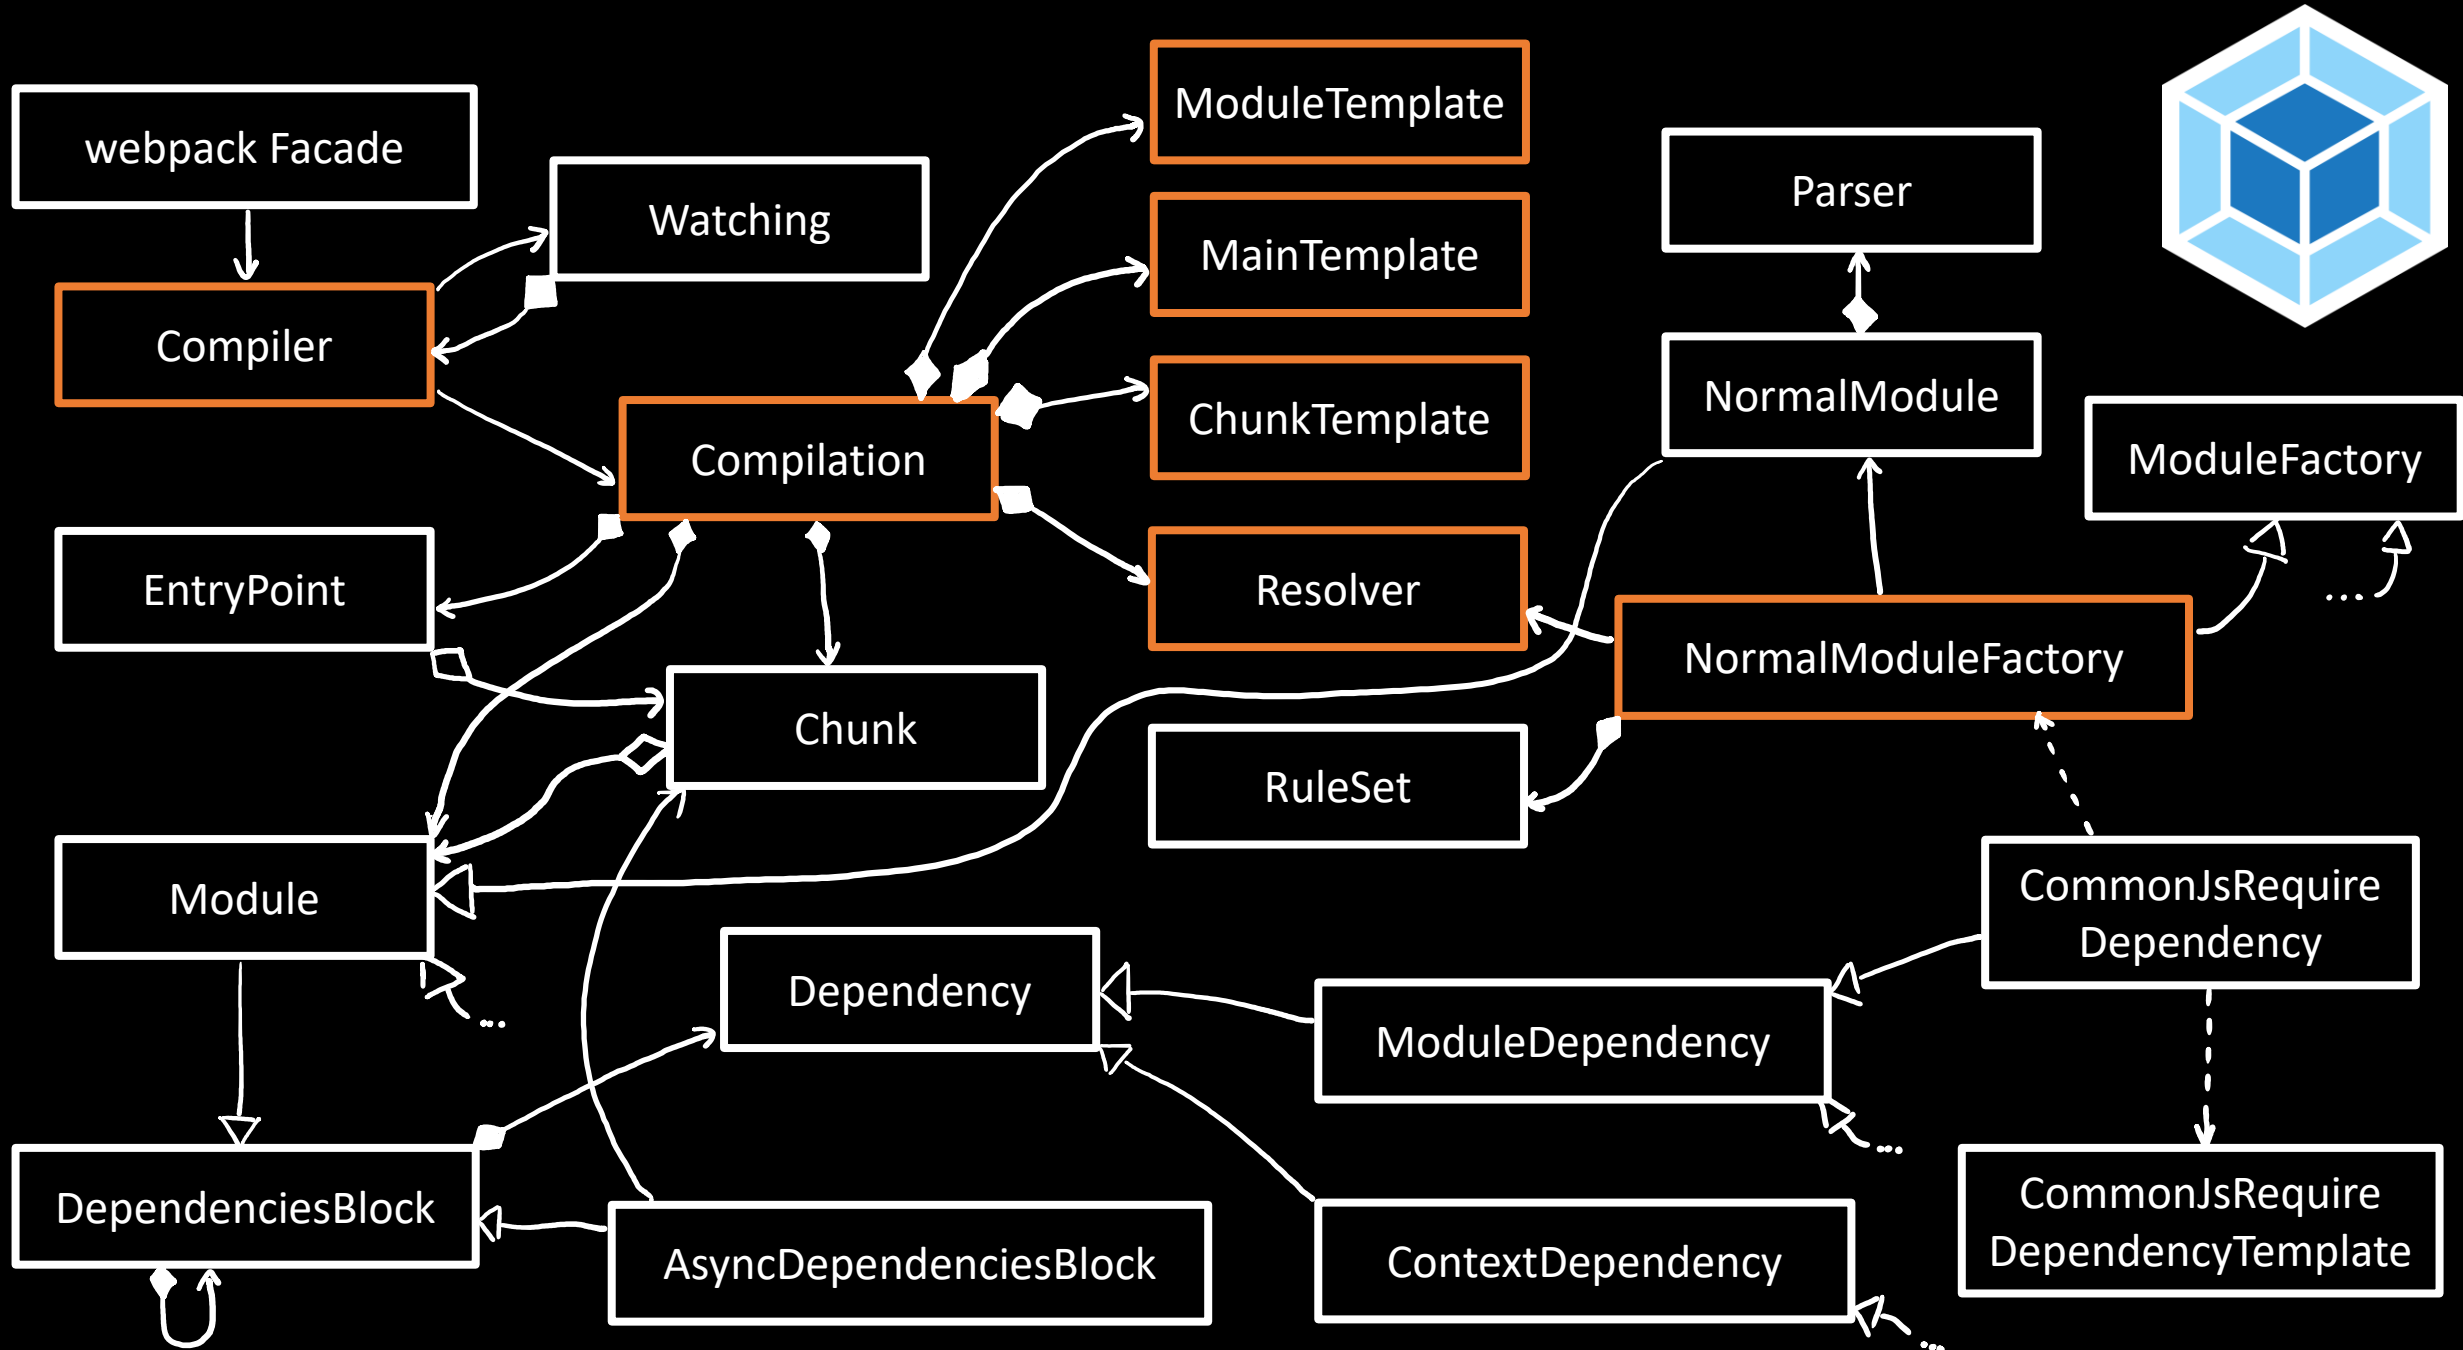 webpack Facade
Watching
Compiler
ModuleTemplate
MainTemplate
ChunkTemplate
Parser
NormalModule
ModuleFactory
Compilation
EntryPoint
Resolver
NormalModuleFactory
...
Chunk
RuleSet
Module
...
CommonJsRequire
Dependency
Dependency
ModuleDependency
...
DependenciesBlock
AsyncDependenciesBlock
ContextDependency
...
CommonJsRequire
DependencyTemplate